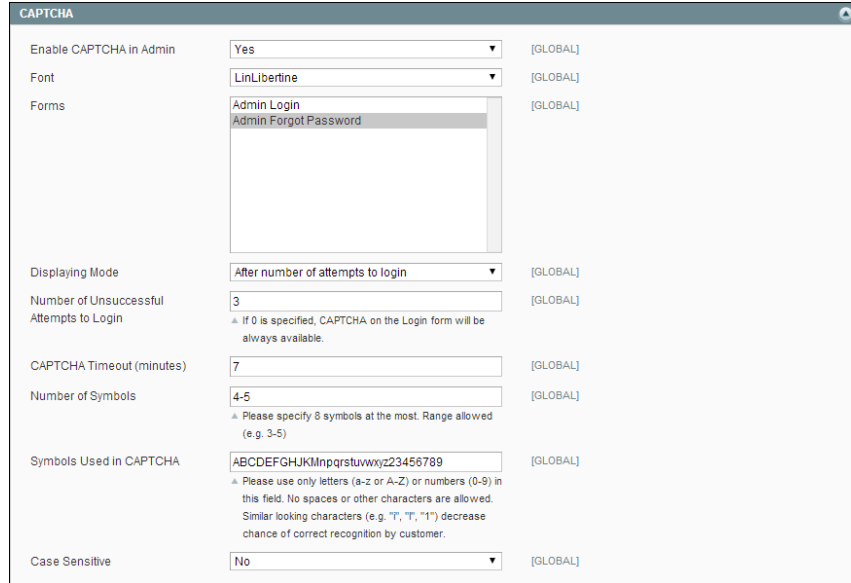 CAPTCHA
Enable CAPTCHA in Admin Yes [GLOBAL]
Font LinLibertine [GLOBAL]
Forms Admin Login [GLOBAL]
Admin Forgot Password
Displaying Mode After number of attempts to login [GLOBAL]
Number of Unsuccessful 3 [GLOBAL]
Attempts to Login ▲ If 0 is specified, CAPTCHA on the Login form will be
always available.
CAPTCHA Timeout (minutes) 7 [GLOBAL]
Number of Symbols 4-5 [GLOBAL]
▲ Please specify 8 symbols at the most. Range allowed
(e.g. 3-5)
Symbols Used in CAPTCHA ABCDEFGHJKMnpqrstuvwxyz23456789 [GLOBAL]
▲ Please use only letters (a-z or A-Z) or numbers (0-9) in
this field. No spaces or other characters are allowed.
Similar looking characters (e.g. "i", "l", "1") decrease
chance of correct recognition by customer.
Case Sensitive No [GLOBAL]